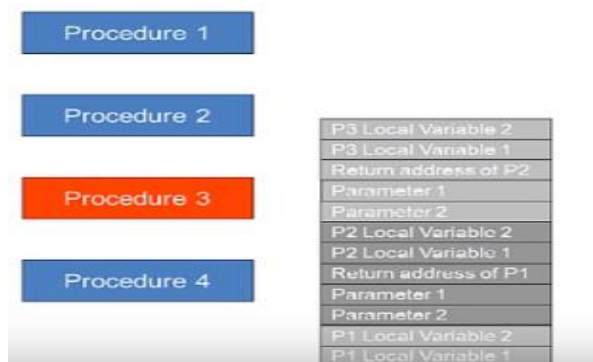 Procedure 1
Procedure 2
Procedure 3
Procedure 4
P3 Local Variable 2
P3 Local Variable 1
Return address of P2
Parameter 1
Parameter 2
P2 Local Variable 2
P2 Local Variable 1
Return address of P1
Parameter 1
Parameter 2
P1 Local Variable 2
P1 Local Variable 1